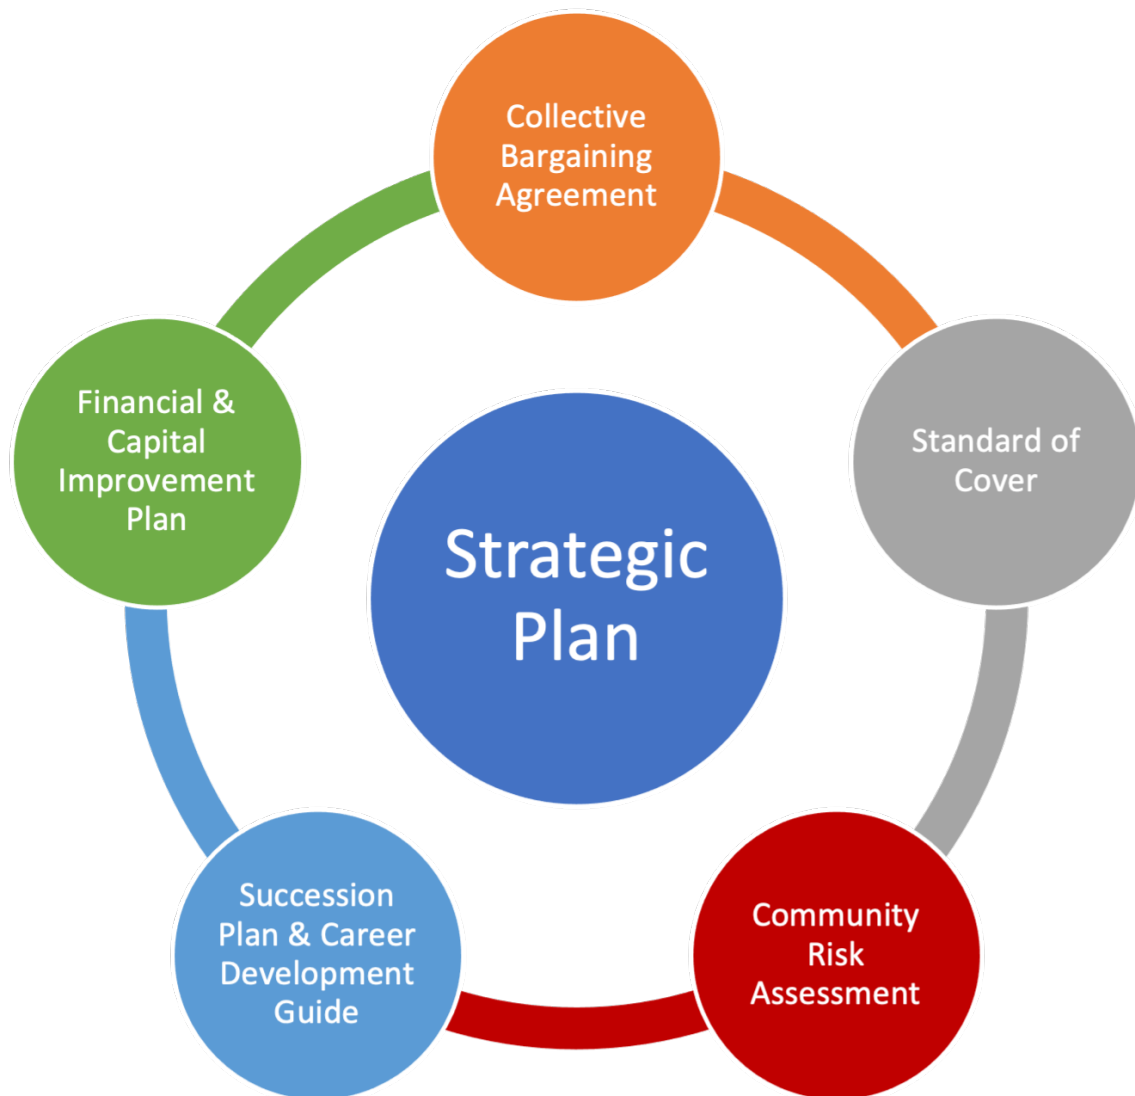 Collective
Bargaining
Agreement
Standard of
Cover
Community
Risk
Assessment
Succession
Plan & Career
Development
Guide
Financial &
Capital
Improvement
Plan
Strategic
Plan